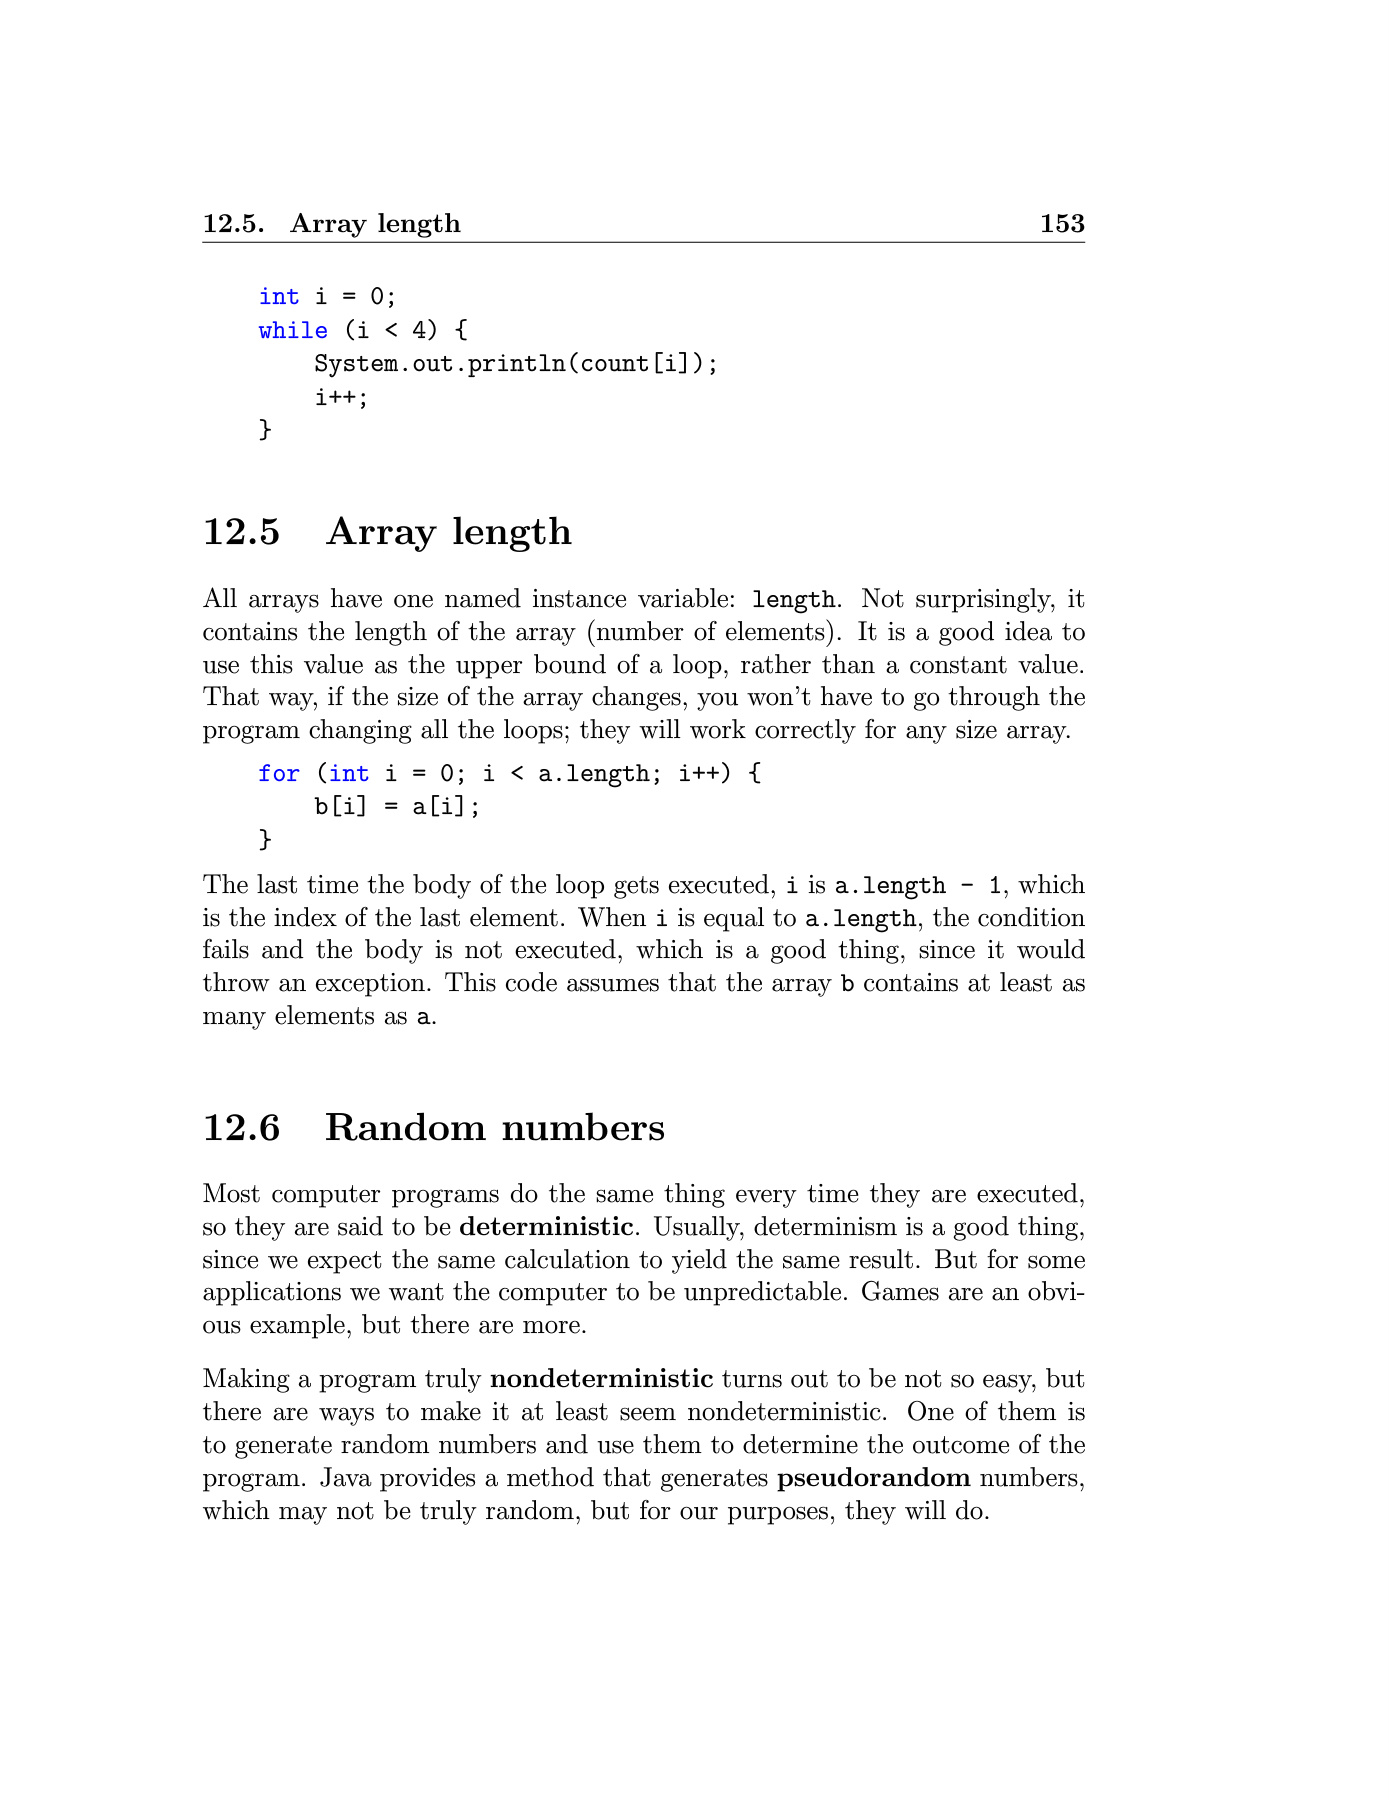 12.5. Array length 153
int i = 0;
while (i < 4) {
    System.out.println(count[i]);
    i++;
}
12.5 Array length
All arrays have one named instance variable: length. Not surprisingly, it
contains the length of the array (number of elements). It is a good idea to
use this value as the upper bound of a loop, rather than a constant value.
That way, if the size of the array changes, you won't have to go through the
program changing all the loops; they will work correctly for any size array.
for (int i = 0; i < a.length; i++) {
    b[i] = a[i];
}
The last time the body of the loop gets executed, i is a.length - 1, which
is the index of the last element. When i is equal to a.length, the condition
fails and the body is not executed, which is a good thing, since it would
throw an exception. This code assumes that the array b contains at least as
many elements as a.
12.6 Random numbers
Most computer programs do the same thing every time they are executed,
so they are said to be deterministic. Usually, determinism is a good thing,
since we expect the same calculation to yield the same result. But for some
applications we want the computer to be unpredictable. Games are an obvi-
ous example, but there are more.
Making a program truly nondeterministic turns out to be not so easy, but
there are ways to make it at least seem nondeterministic. One of them is
to generate random numbers and use them to determine the outcome of the
program. Java provides a method that generates pseudorandom numbers,
which may not be truly random, but for our purposes, they will do.